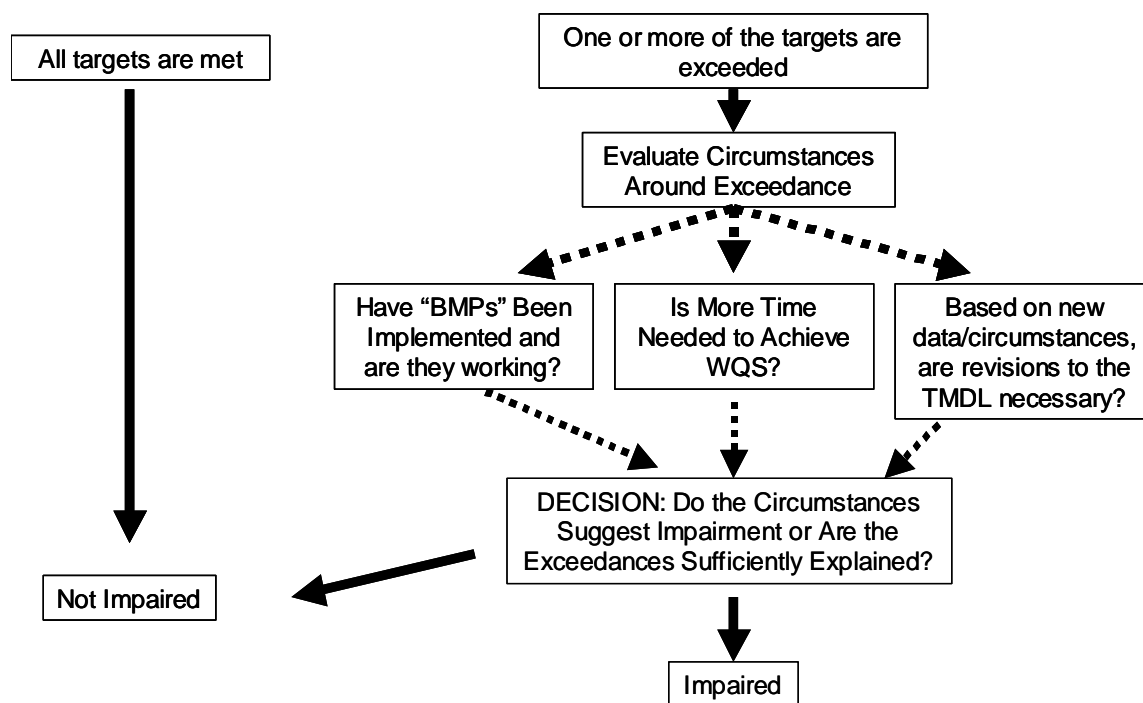 All targets are met
One or more of the targets are
exceeded
Evaluate Circumstances
Around Exceedance
Have “BMPs” Been
Implemented and
are they working?
Is More Time
Needed to Achieve
WQS?
Based on new
data/circumstances,
are revisions to the
TMDL necessary?
DECISION: Do the Circumstances
Suggest Impairment or Are the
Exceedances Sufficiently Explained?
Not Impaired
Impaired